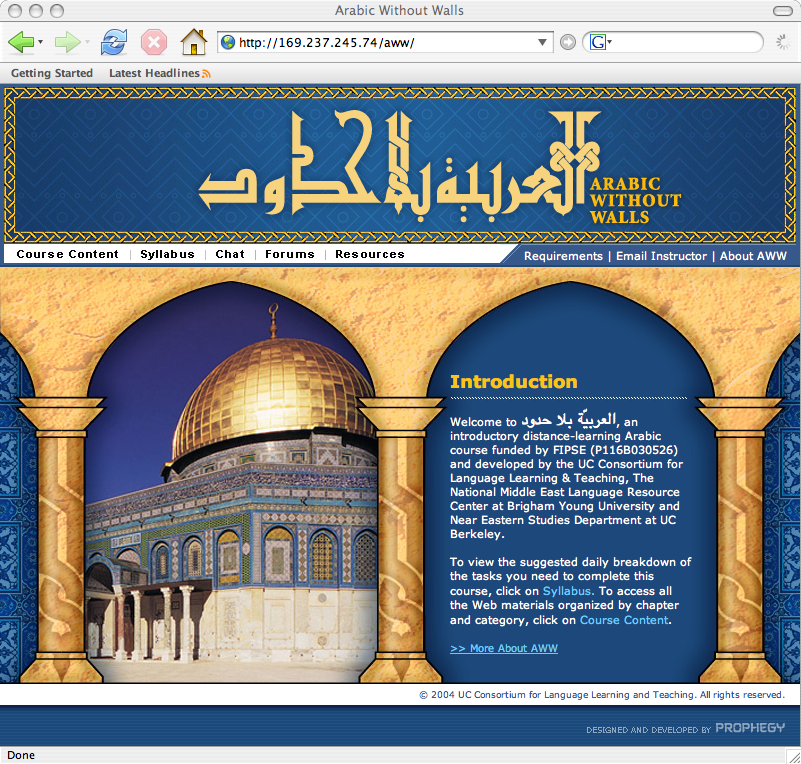 Arabic Without Walls
http://169.237.245.74/aww/
G
Getting Started Latest Headlines
العربية بلا حدود
ARABIC
WITHOUT
WALLS
Course Content | Syllabus | Chat | Forums | Resources
Requirements | Email Instructor | About AWW
Introduction
Welcome to العربيّة بلا حدود, an
introductory distance-learning Arabic
course funded by FIPSE (P116B030526)
and developed by the UC Consortium for
Language Learning & Teaching, The
National Middle East Language Resource
Center at Brigham Young University and
Near Eastern Studies Department at UC
Berkeley.
To view the suggested daily breakdown of
the tasks you need to complete this
course, click on Syllabus. To access all
the Web materials organized by chapter
and category, click on Course Content.
>> More About AWW
© 2004 UC Consortium for Language Learning and Teaching. All rights reserved.
DESIGNED AND DEVELOPED BY PROPHEGY
Done